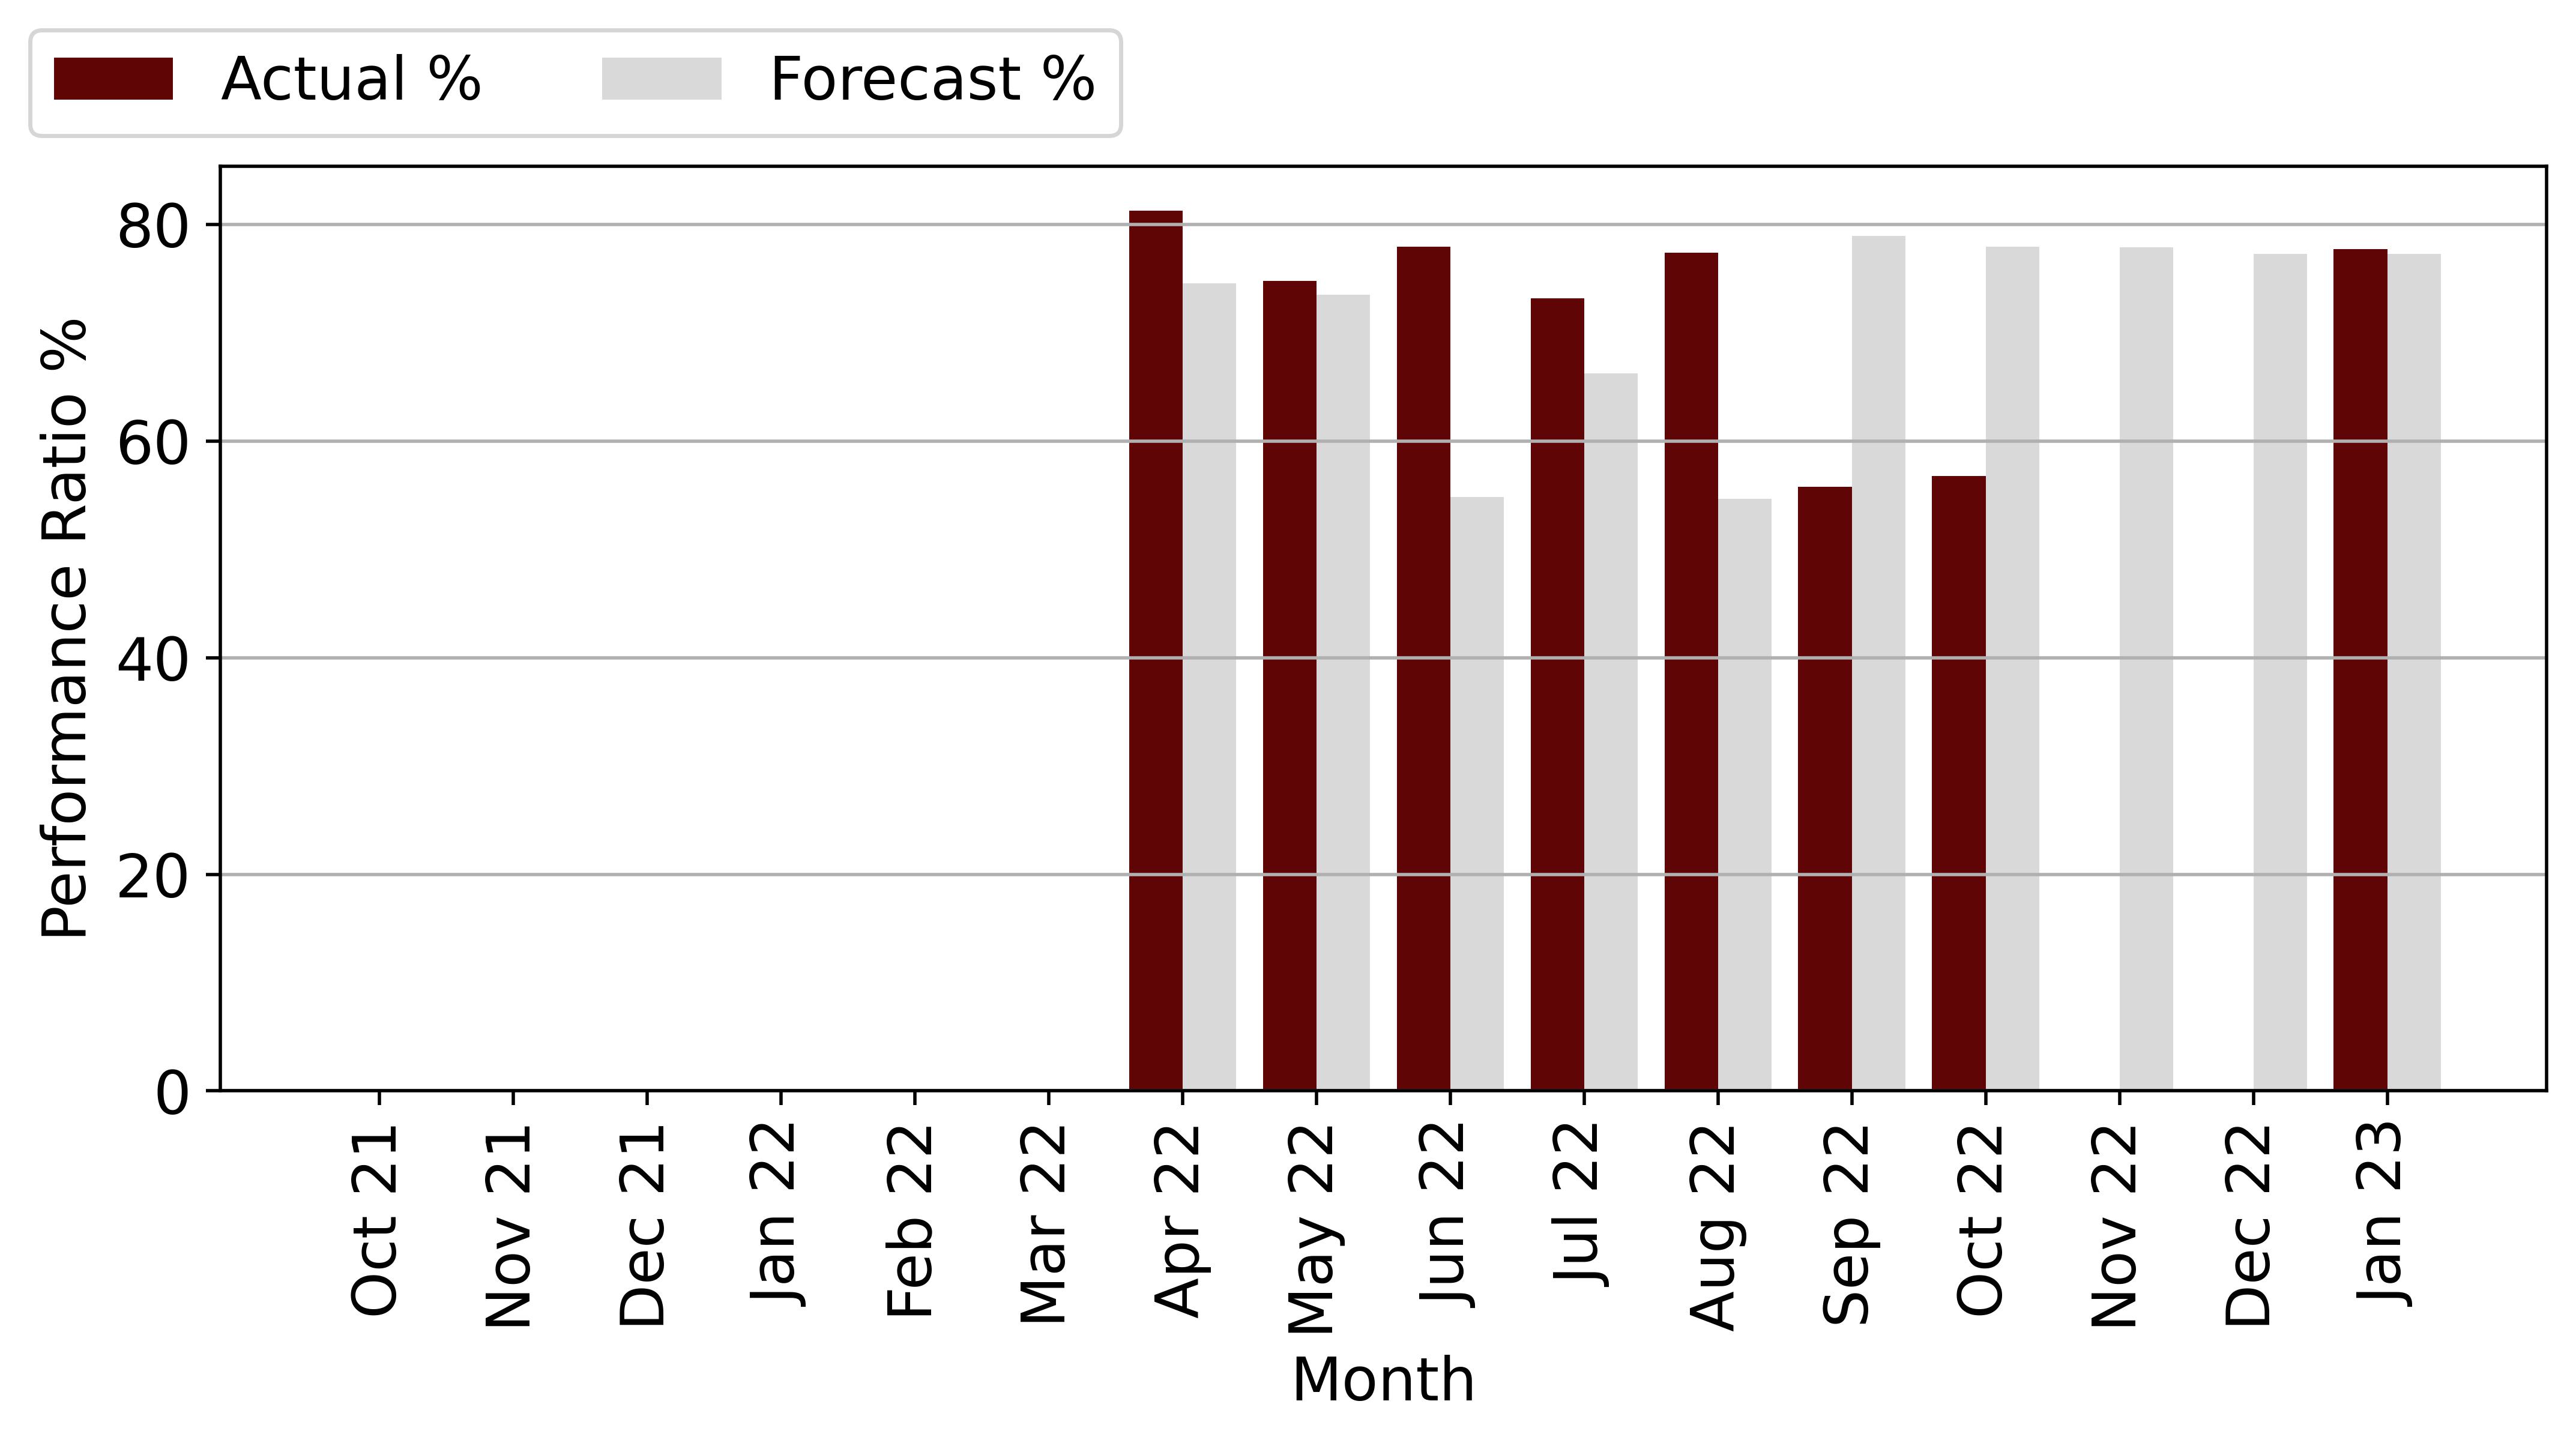 Actual %
Forecast %
Performance Ratio %
80
60
40
20
0
Oct 21
Nov 21
Dec 21
Jan 22
Feb 22
Mar 22
Apr 22
May 22
Jun 22
Jul 22
Aug 22
Sep 22
Oct 22
Nov 22
Dec 22
Jan 23
Month